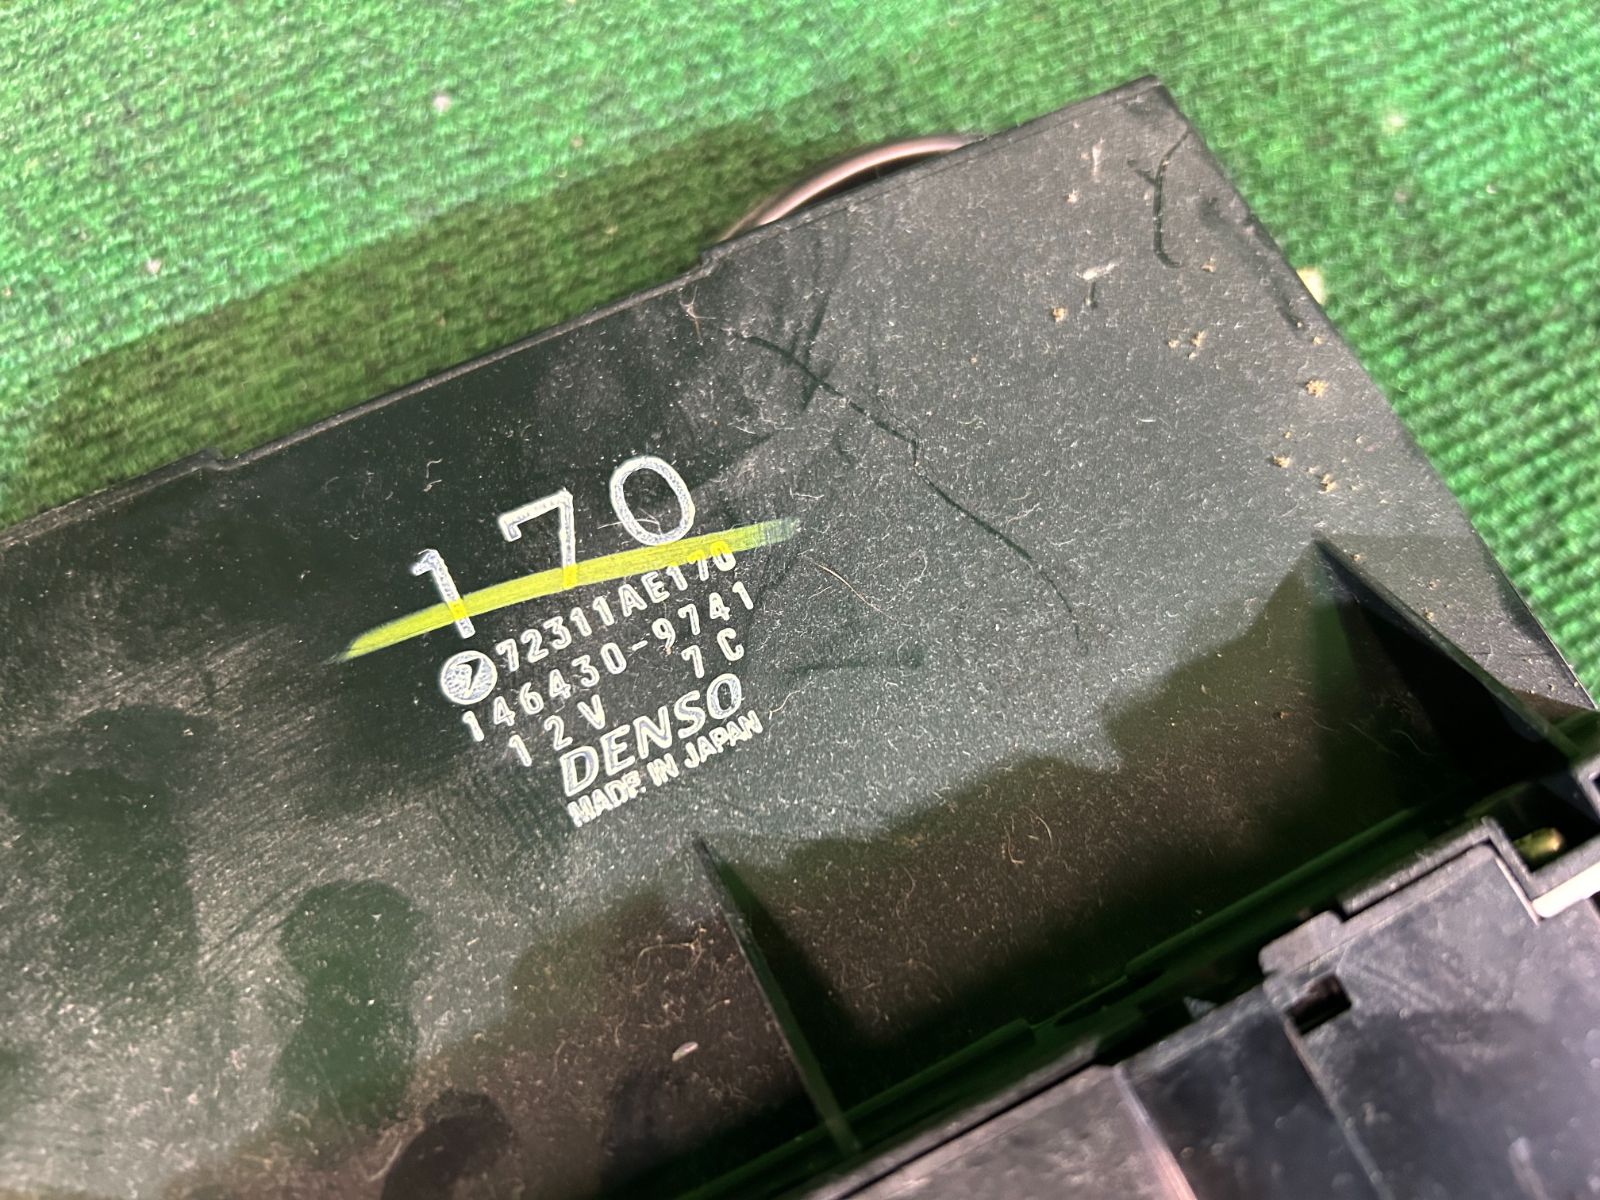 170
72311AE170
146430-9741
12V 7C
DENSO
MADE IN JAPAN